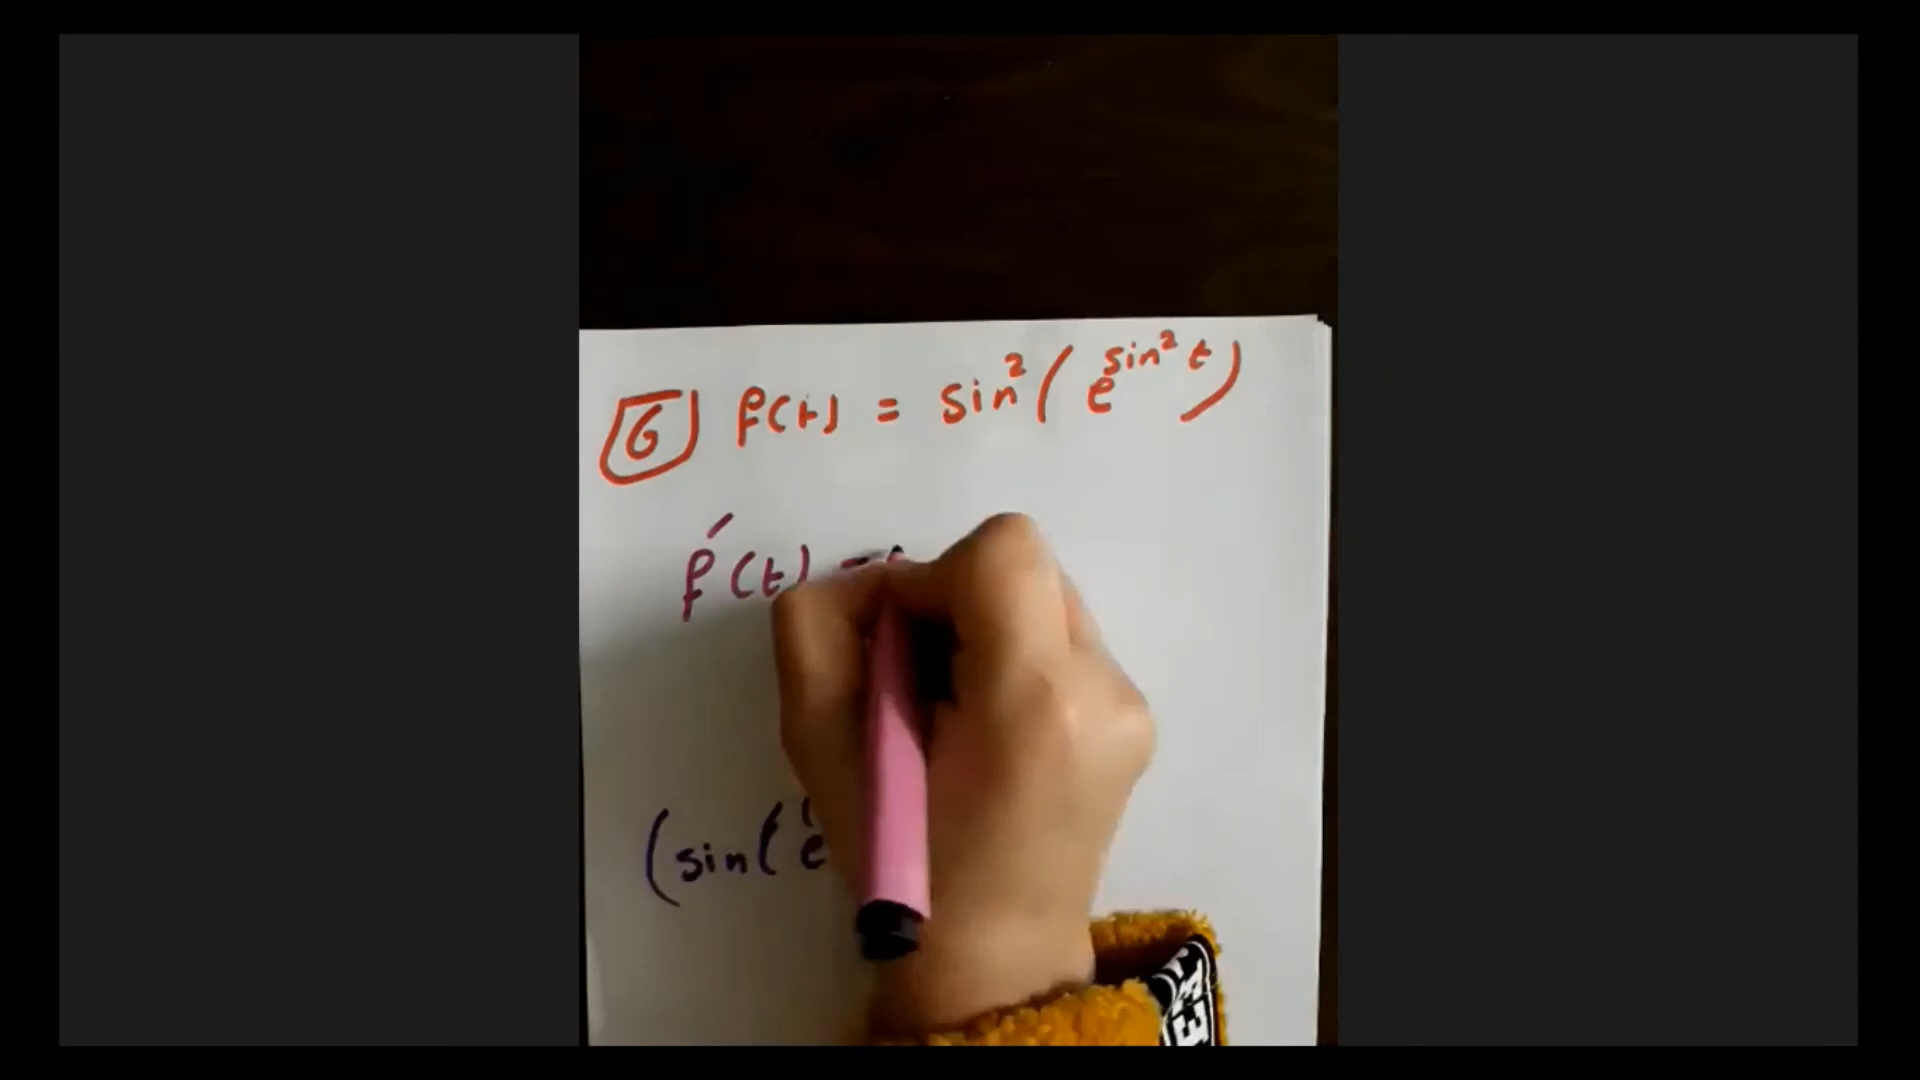 6 f(t) = sin²( e^sin² t )
f'(t) =
(sin( e